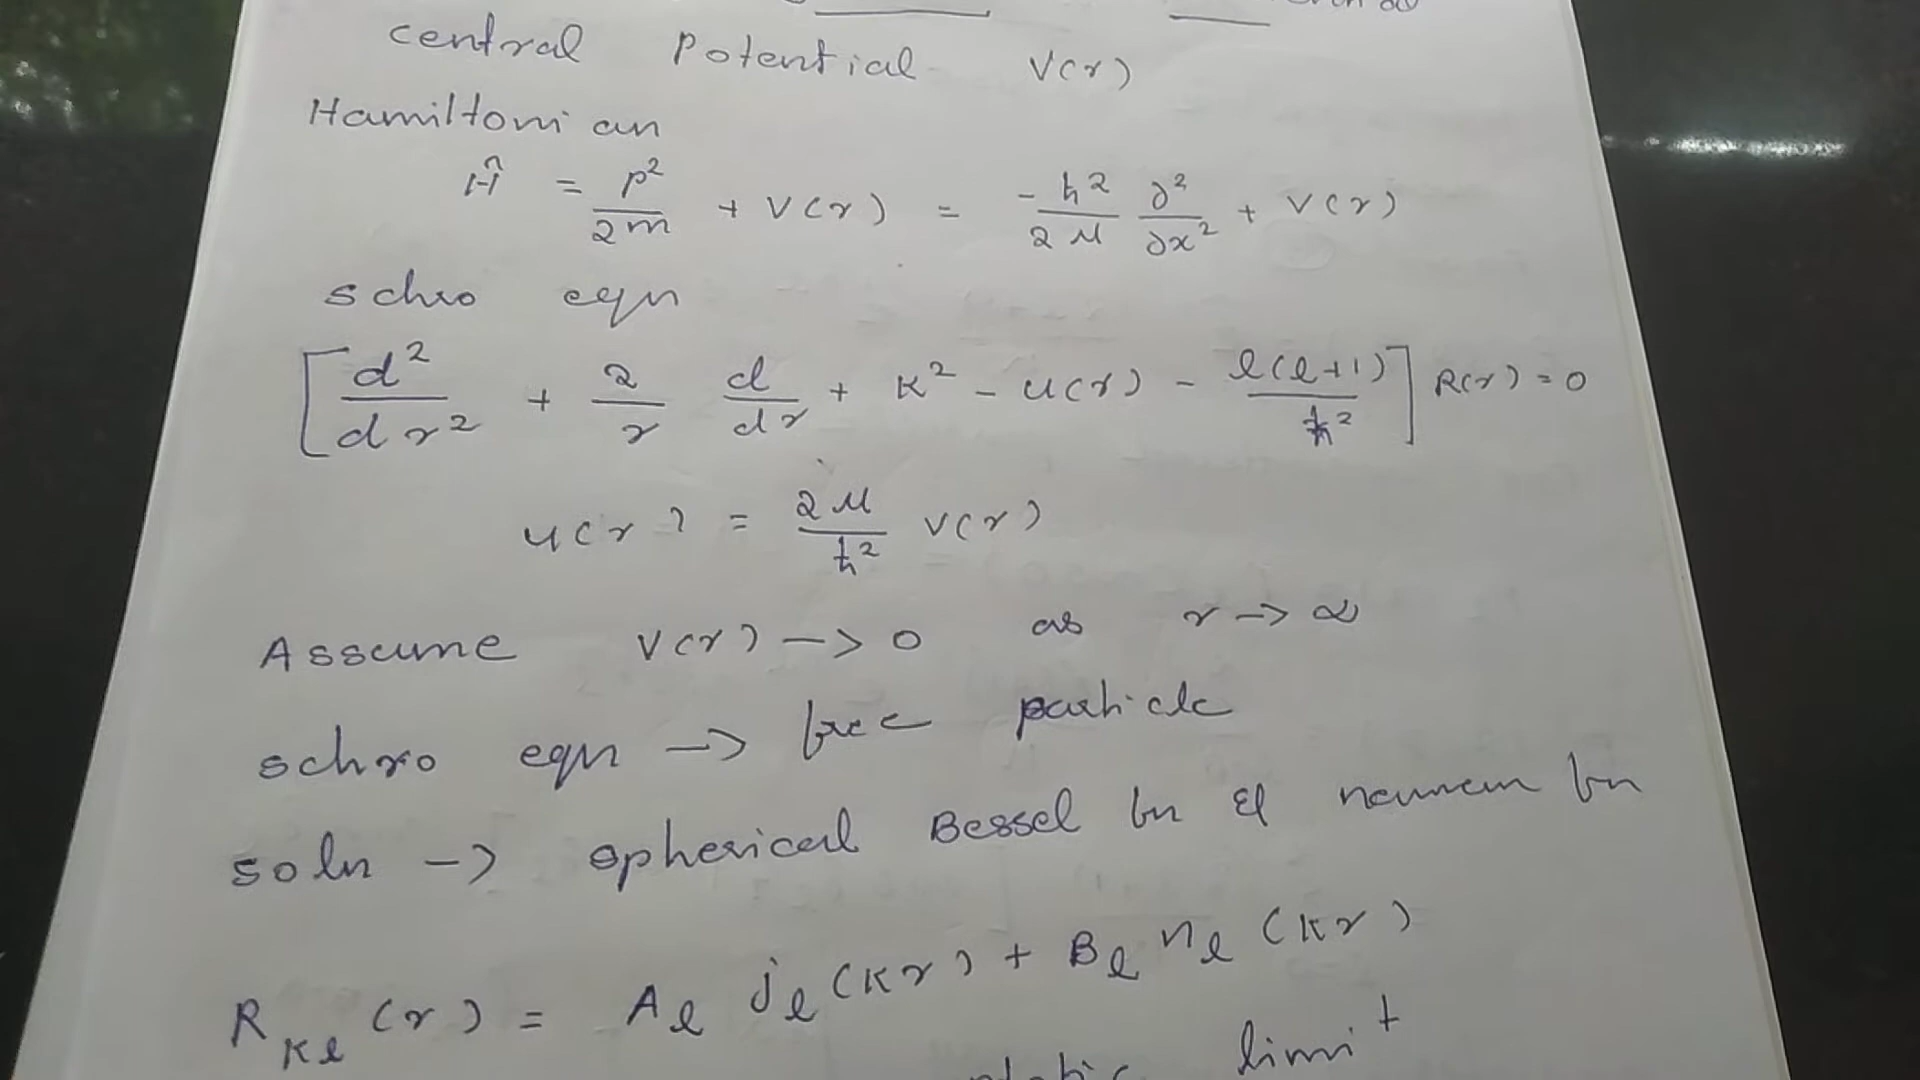 central Potential V(r)
Hamiltonian
Ĥ = p²/2m + V(r) = -ħ²/2μ ∂²/∂x² + V(r)
schro eqn
[d²/dr² + 2/r d/dr + K² - u(r) - l(l+1)/ħ²] R(r) = 0
u(r) = 2μ/ħ² V(r)
Assume V(r) -> 0 as r -> ∞
schro eqn -> free particle
soln -> spherical Bessel fn & neumen fn
R_Kl (r) = A_l j_l (Kr) + B_l n_l (Kr)
limit